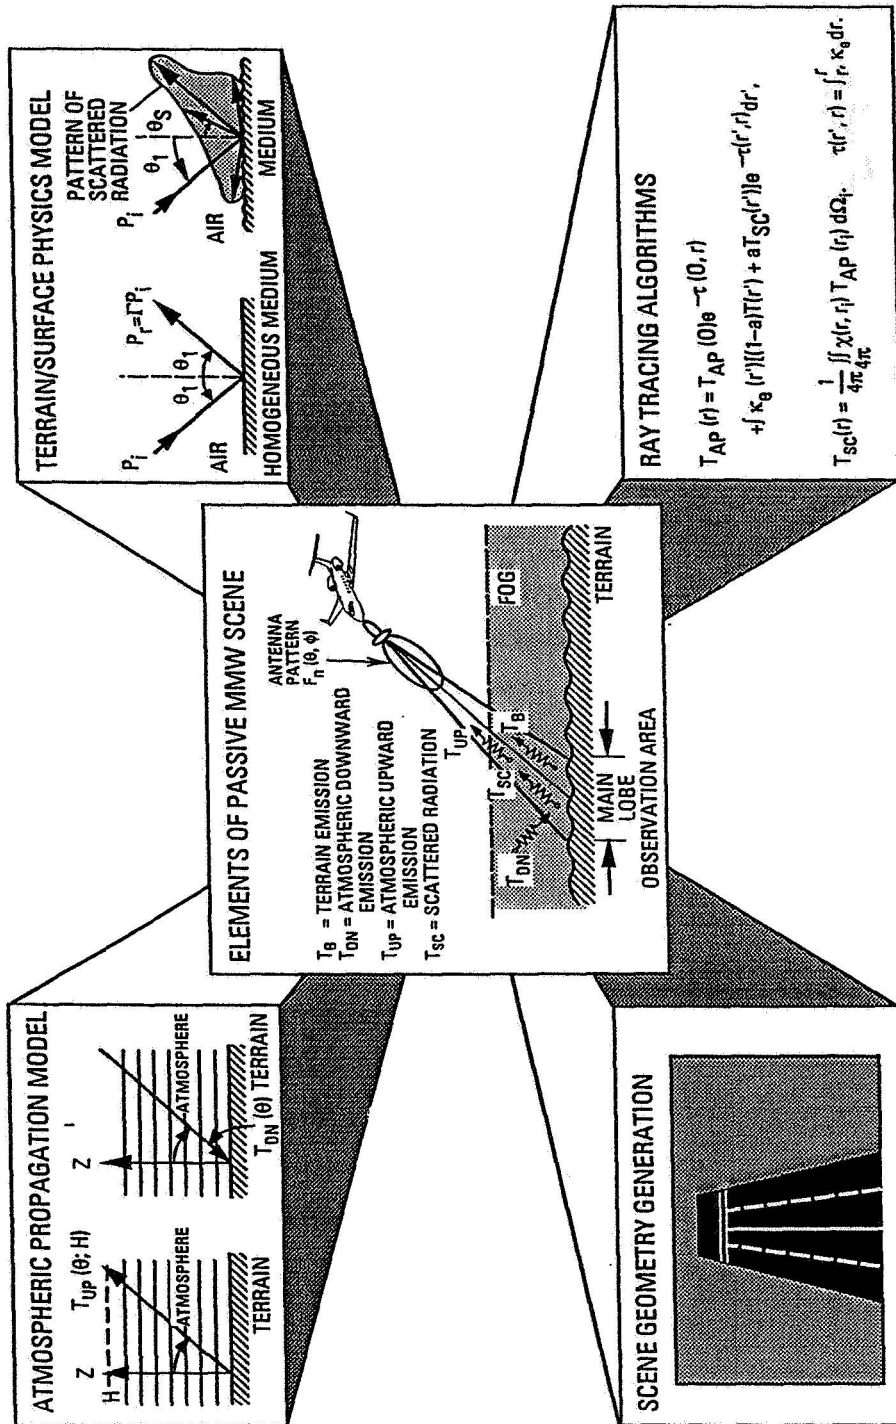 ATMOSPHERIC PROPAGATION MODEL
Z
T_UP (θ; H)
H
ATMOSPHERE
TERRAIN
Z
ATMOSPHERE
T_DN (θ) TERRAIN
TERRAIN/SURFACE PHYSICS MODEL
P_i
P_r=ΓP_i
θ_1
θ_1
AIR
HOMOGENEOUS MEDIUM
PATTERN OF
SCATTERED
RADIATION
P_i
θ_1
θ_S
AIR
MEDIUM
ELEMENTS OF PASSIVE MMW SCENE
T_B = TERRAIN EMISSION
T_DN = ATMOSPHERIC DOWNWARD
EMISSION
T_UP = ATMOSPHERIC UPWARD
EMISSION
T_SC = SCATTERED RADIATION
ANTENNA
PATTERN
F_n (θ, φ)
T_UP
T_SC
T_B
T_DN
FOG
MAIN
LOBE
TERRAIN
OBSERVATION AREA
SCENE GEOMETRY GENERATION
RAY TRACING ALGORITHMS
T_AP (r) = T_AP (0)e^−τ (0, r)
+∫ κ_e (r')[(1−a)T(r') + aT_SC(r')]e^−τ(r',r)dr',
T_SC(r) = 1/4π ∫∫_4π χ(r, r_i) T_AP (r_i) dΩ_i. τ(r', r) = ∫_r'^r κ_e dr.